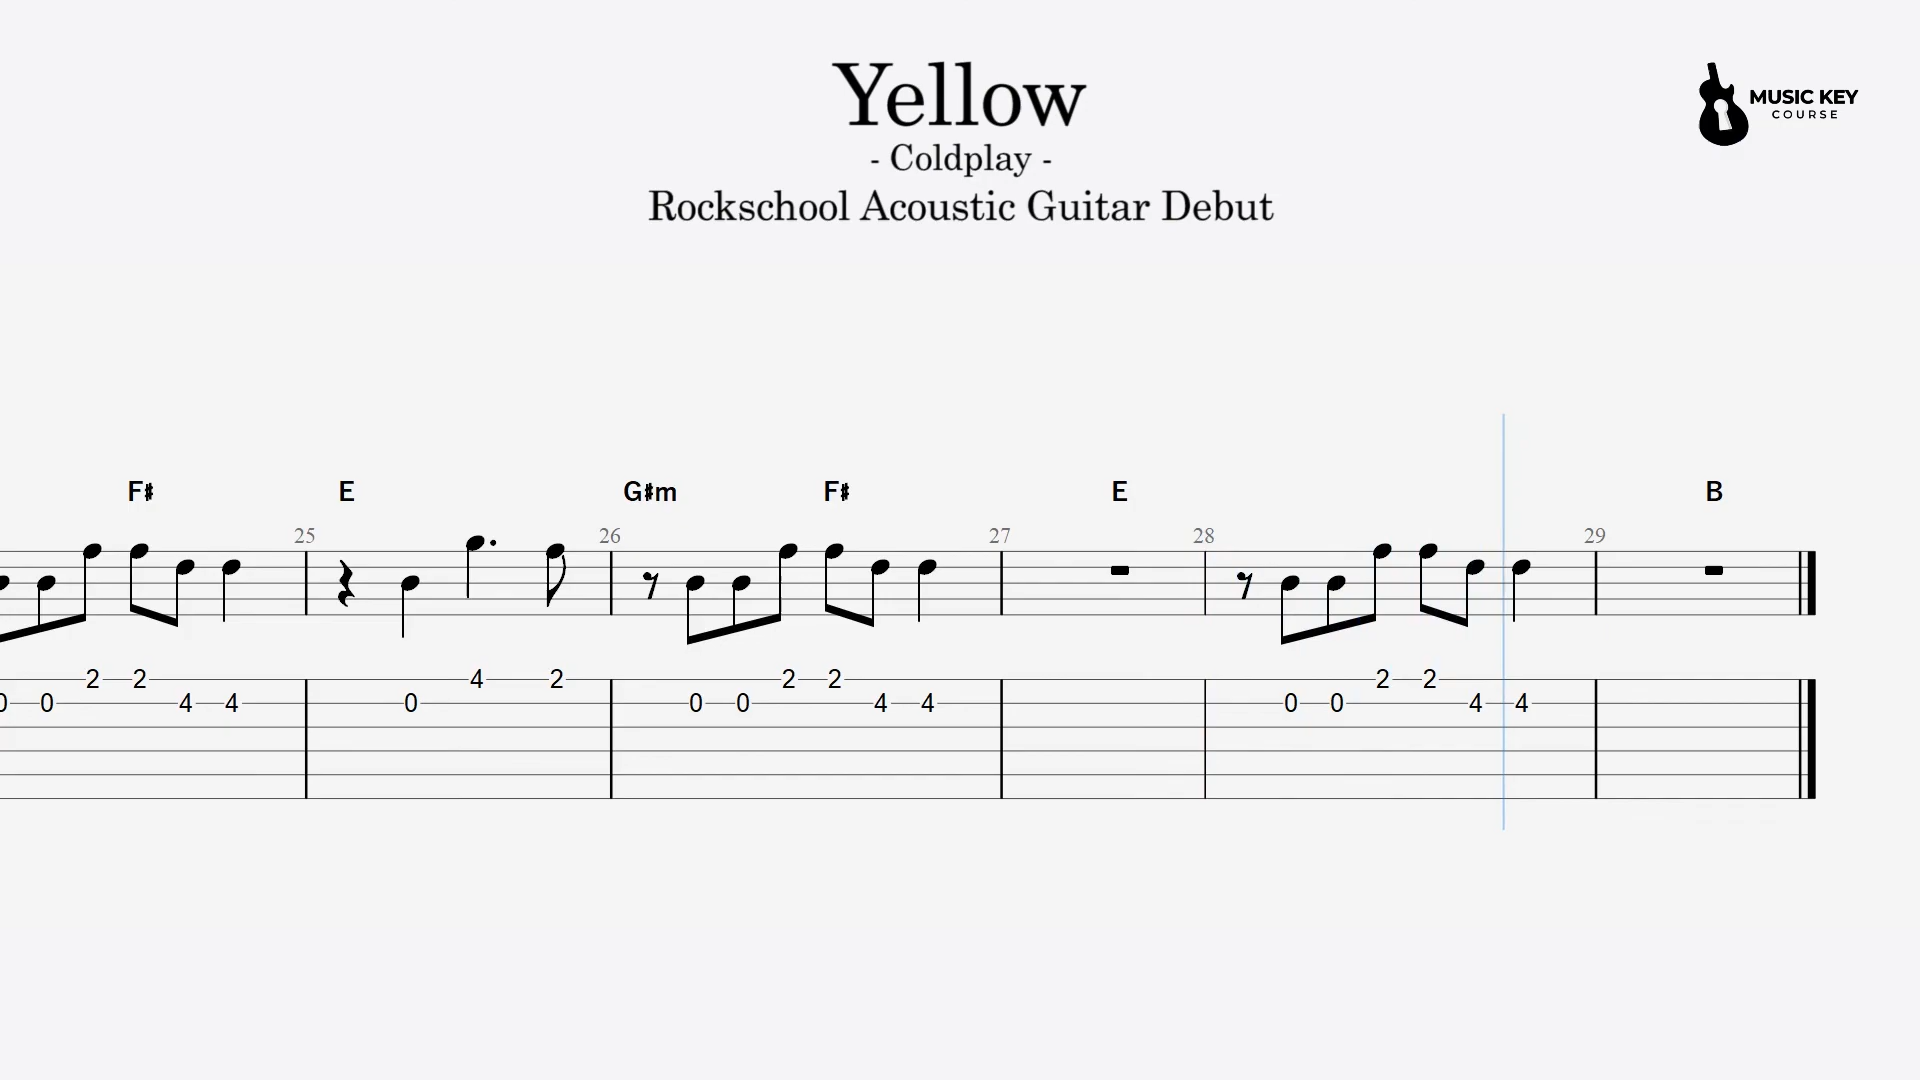 Yellow
- Coldplay -
Rockschool Acoustic Guitar Debut
MUSIC KEY
COURSE
F♯ E G♯m F♯ E B
25 26 27 28 29
2 2 4 2 2 2 2 2
0 0 4 4 0 0 0 4 4 0 0 4 4